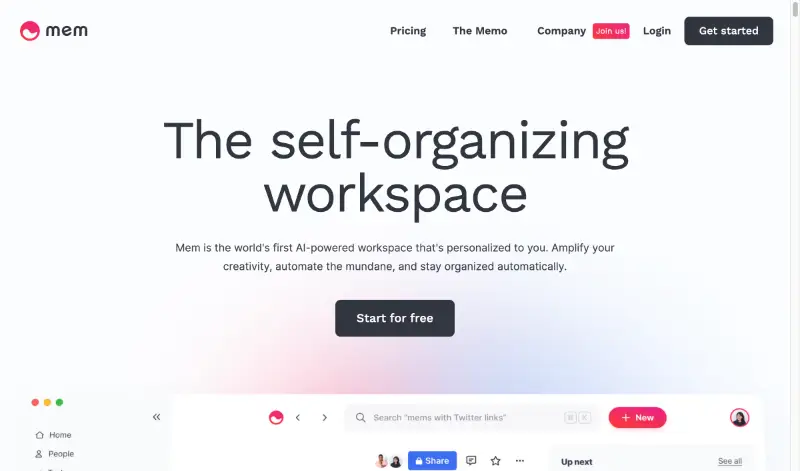 mem
Pricing The Memo Company Join us! Login Get started
The self-organizing
workspace
Mem is the world's first AI-powered workspace that's personalized to you. Amplify your
creativity, automate the mundane, and stay organized automatically.
Start for free
Search "mems with Twitter links" ⌘ K + New
Home
People
Share
Up next See all